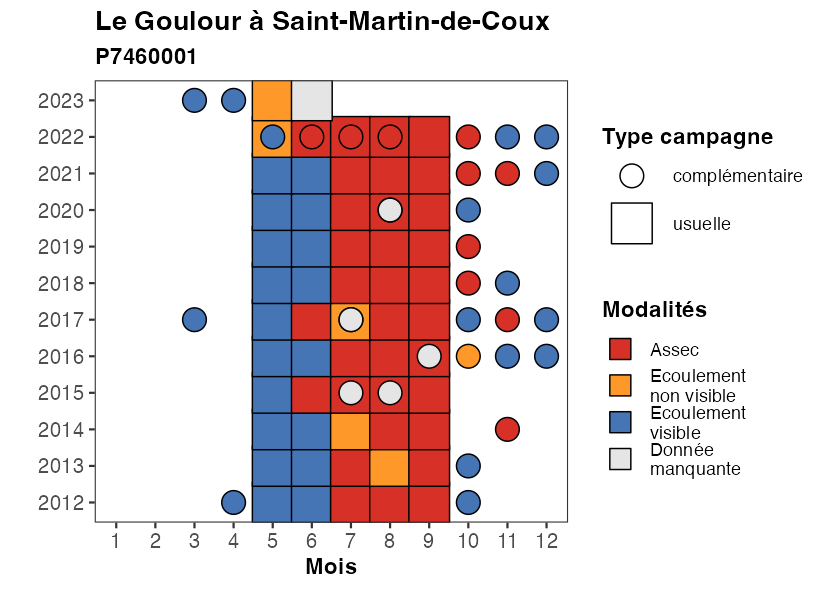 Le Goulour à Saint-Martin-de-Coux
P7460001
2023
2022
2021
2020
2019
2018
2017
2016
2015
2014
2013
2012
1 2 3 4 5 6 7 8 9 10 11 12
Mois
Type campagne
complémentaire
usuelle
Modalités
Assec
Ecoulement
non visible
Ecoulement
visible
Donnée
manquante